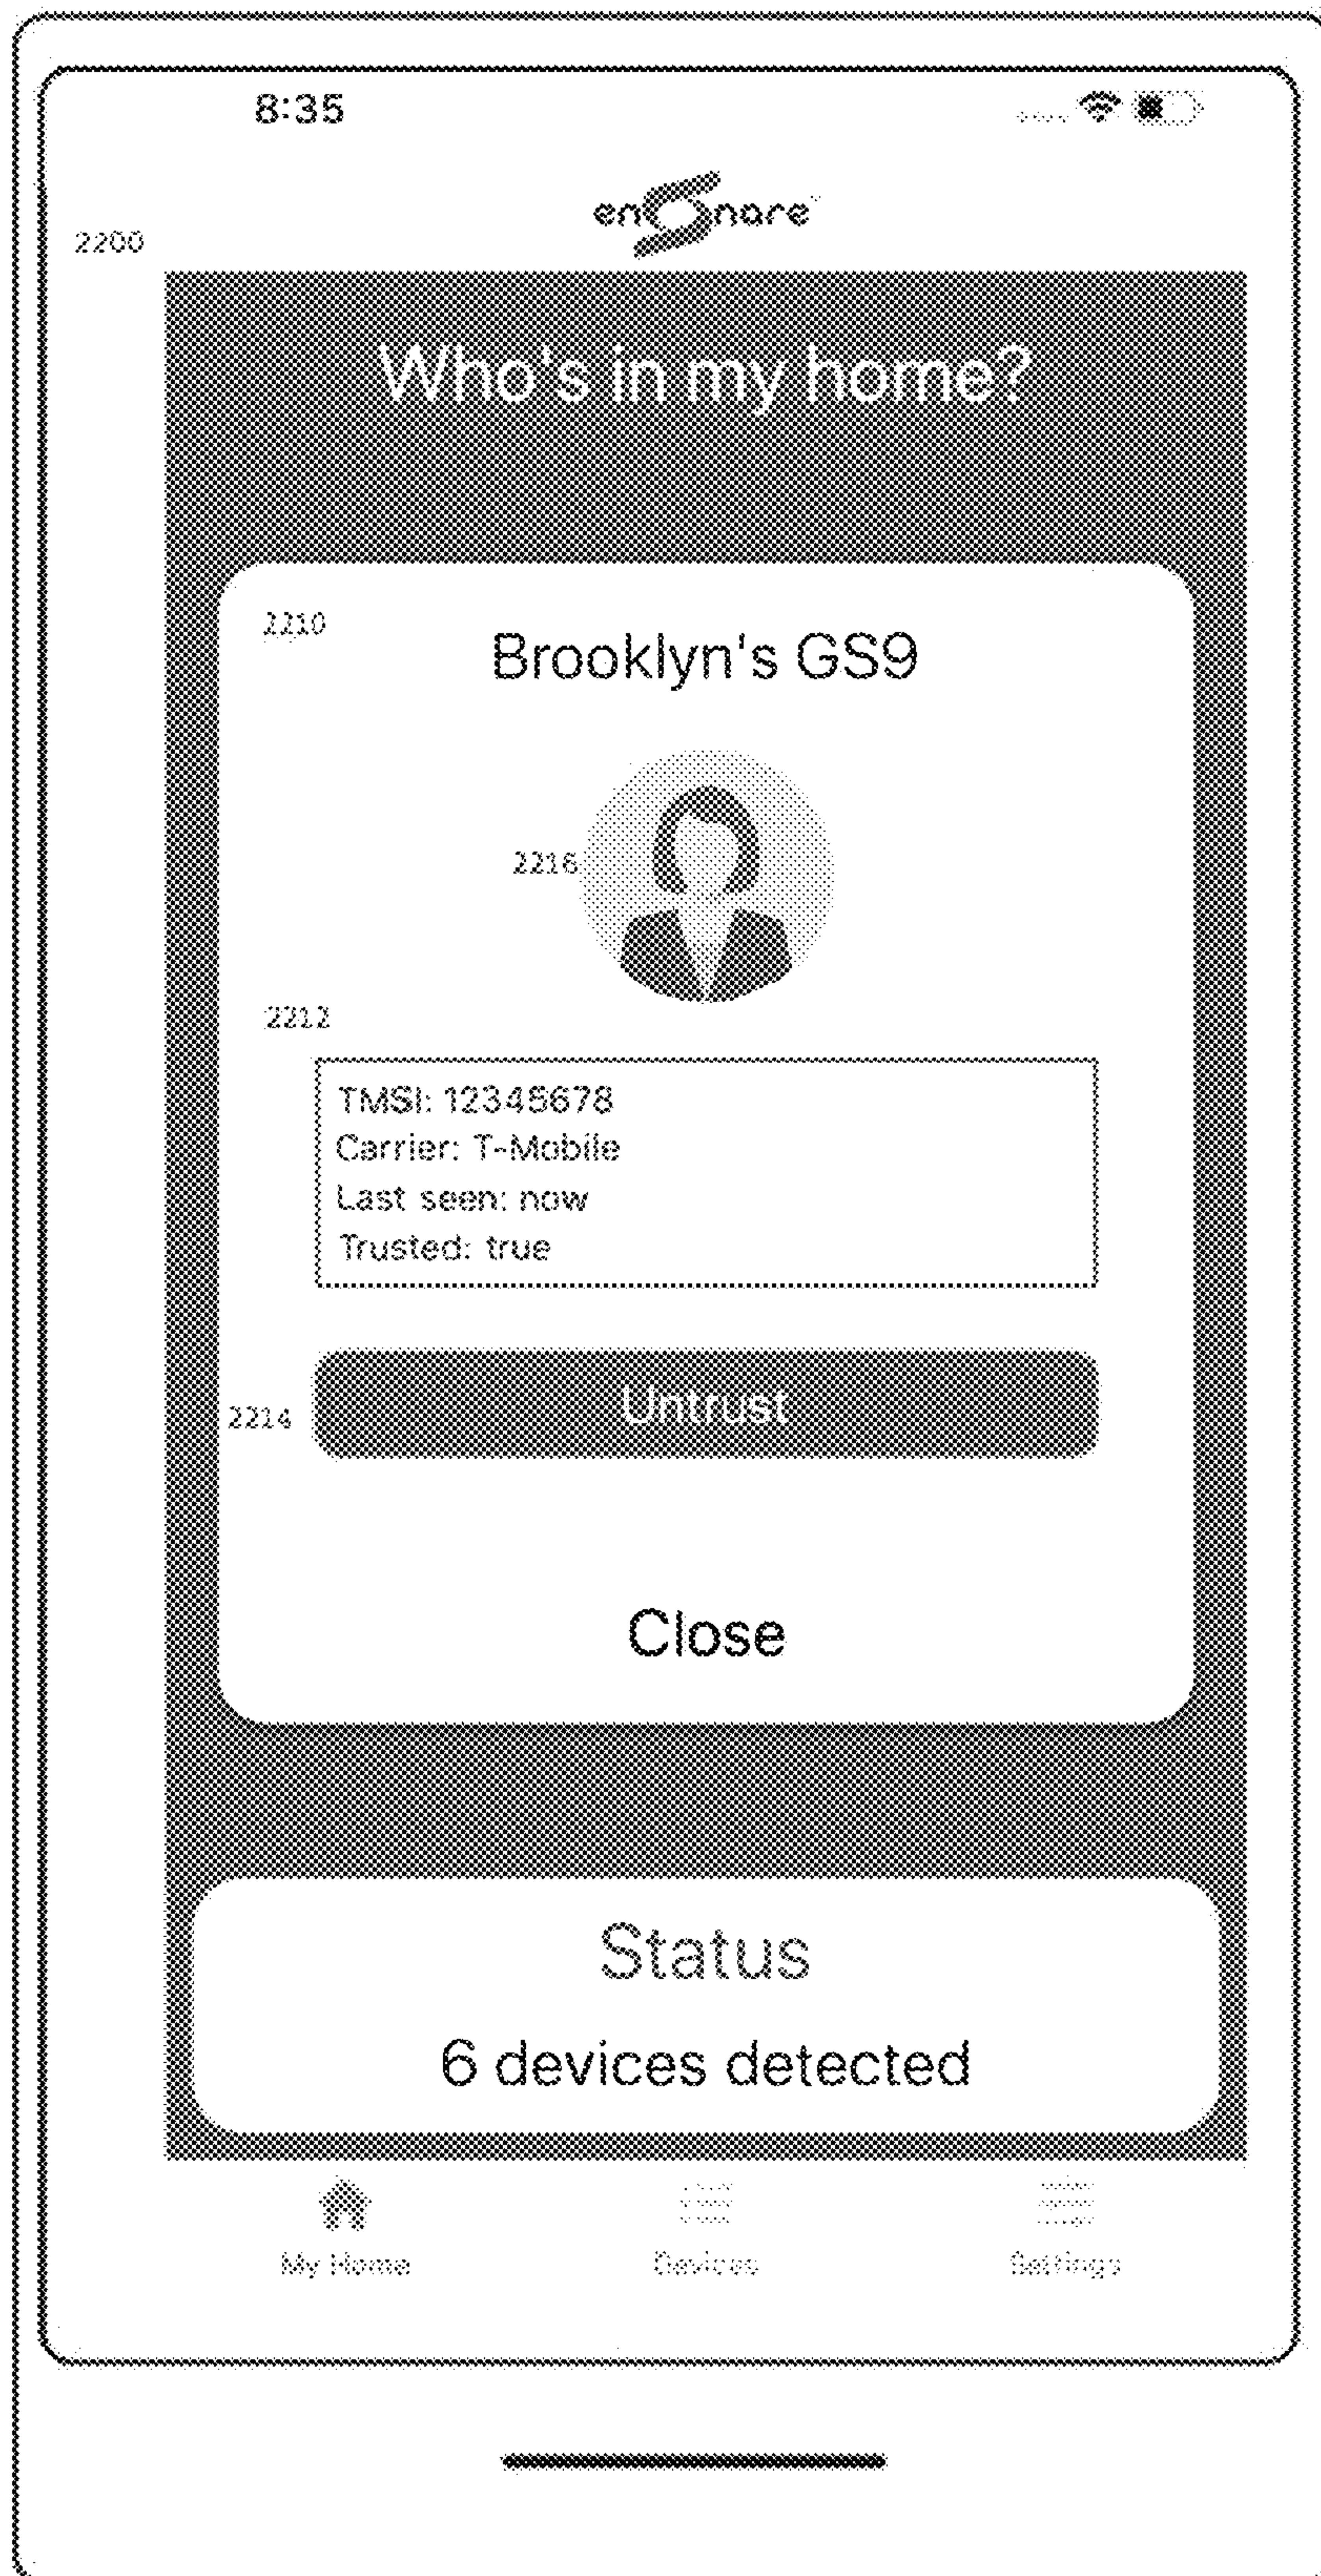 8:35
enSnare
2200
Who's in my home?
2210
Brooklyn's GS9
2216
2212
TMSI: 12345678
Carrier: T-Mobile
Last seen: now
Trusted: true
2214
Untrust
Close
Status
6 devices detected
My Home
Devices
Settings